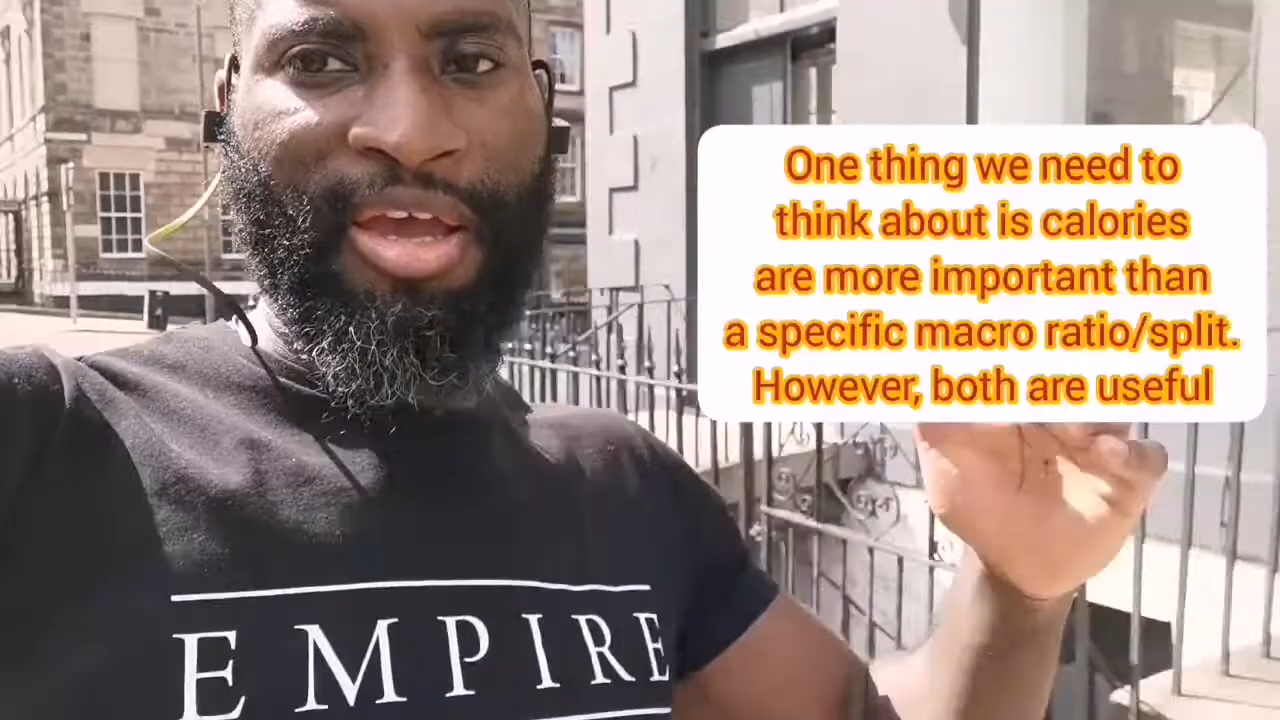 One thing we need to
think about is calories
are more important than
a specific macro ratio/split.
However, both are useful
EMPIRE